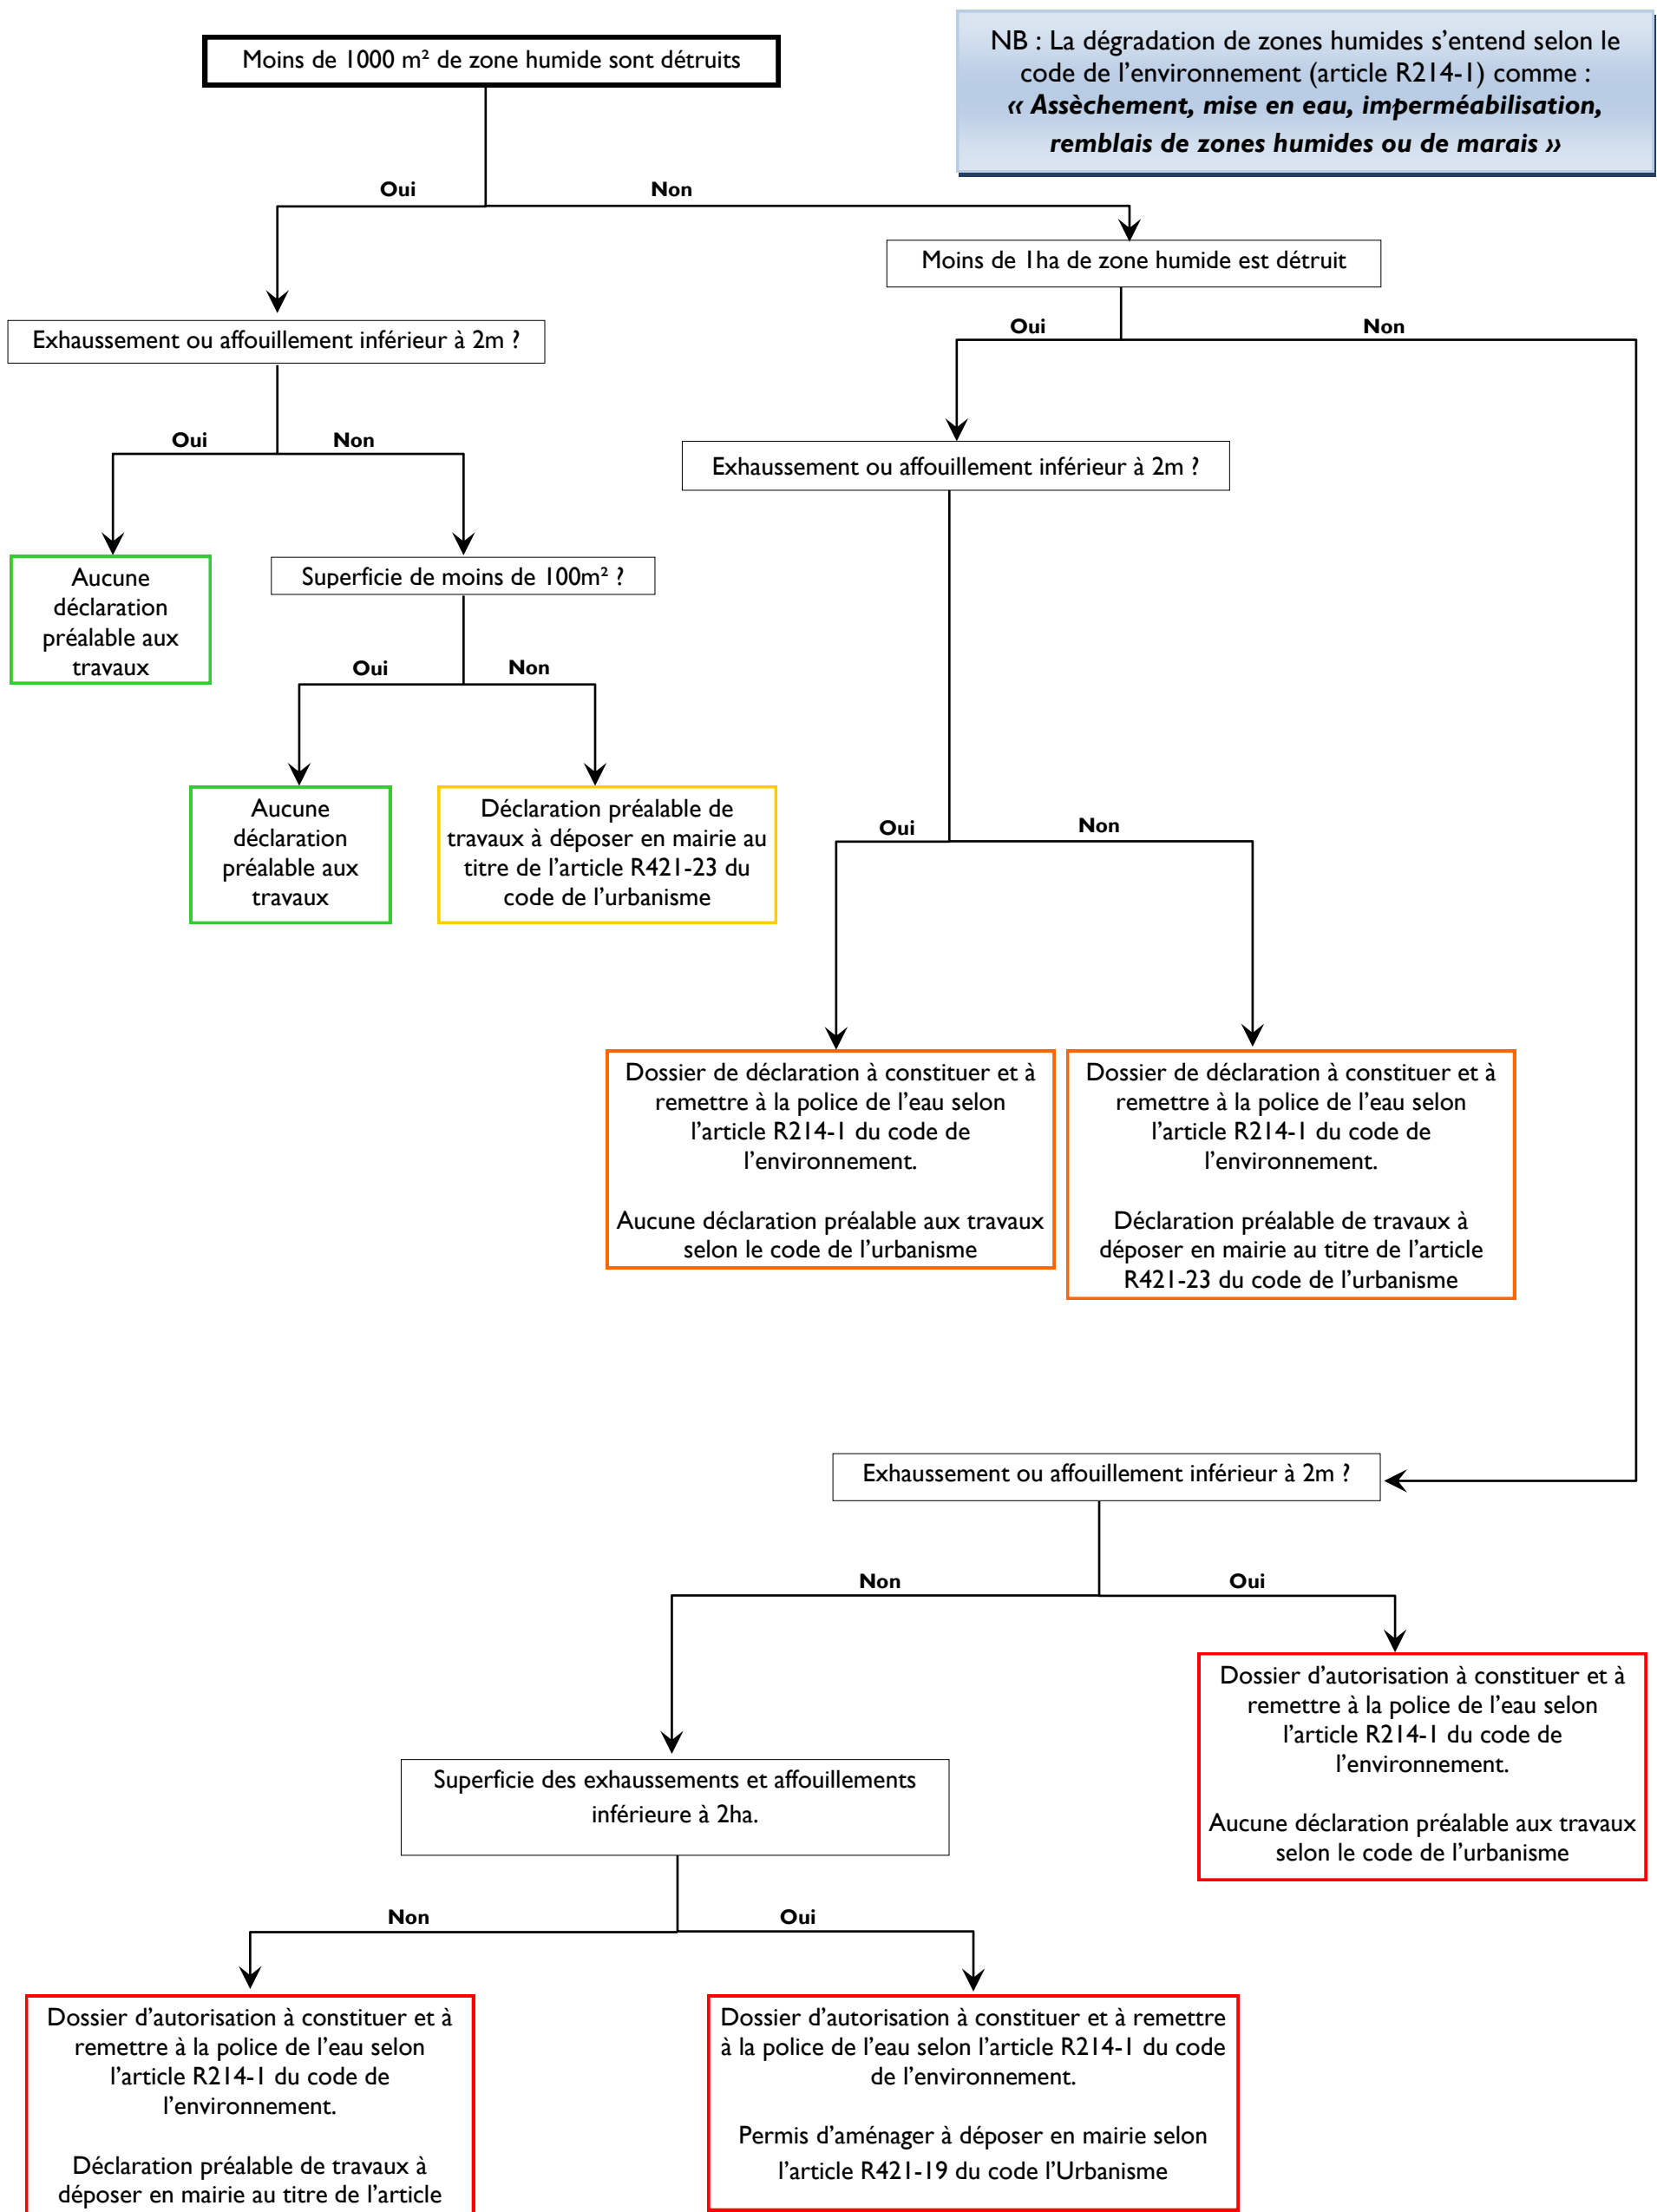 Moins de 1000 m² de zone humide sont détruits
NB : La dégradation de zones humides s’entend selon le
code de l’environnement (article R214-1) comme :
« Assèchement, mise en eau, imperméabilisation,
remblais de zones humides ou de marais »
Oui
Non
Moins de 1ha de zone humide est détruit
Exhaussement ou affouillement inférieur à 2m ?
Oui
Non
Oui
Non
Exhaussement ou affouillement inférieur à 2m ?
Aucune
déclaration
préalable aux
travaux
Superficie de moins de 100m² ?
Oui
Non
Aucune
déclaration
préalable aux
travaux
Déclaration préalable de
travaux à déposer en mairie au
titre de l’article R421-23 du
code de l’urbanisme
Oui
Non
Dossier de déclaration à constituer et à
remettre à la police de l’eau selon
l’article R214-1 du code de
l’environnement.
Aucune déclaration préalable aux travaux
selon le code de l’urbanisme
Dossier de déclaration à constituer et à
remettre à la police de l’eau selon
l’article R214-1 du code de
l’environnement.
Déclaration préalable de travaux à
déposer en mairie au titre de l’article
R421-23 du code de l’urbanisme
Exhaussement ou affouillement inférieur à 2m ?
Non
Oui
Dossier d’autorisation à constituer et à
remettre à la police de l’eau selon
l’article R214-1 du code de
l’environnement.
Aucune déclaration préalable aux travaux
selon le code de l’urbanisme
Superficie des exhaussements et affouillements
inférieure à 2ha.
Non
Oui
Dossier d’autorisation à constituer et à
remettre à la police de l’eau selon
l’article R214-1 du code de
l’environnement.
Déclaration préalable de travaux à
déposer en mairie au titre de l’article
Dossier d’autorisation à constituer et à remettre
à la police de l’eau selon l’article R214-1 du code
de l’environnement.
Permis d’aménager à déposer en mairie selon
l’article R421-19 du code l’Urbanisme